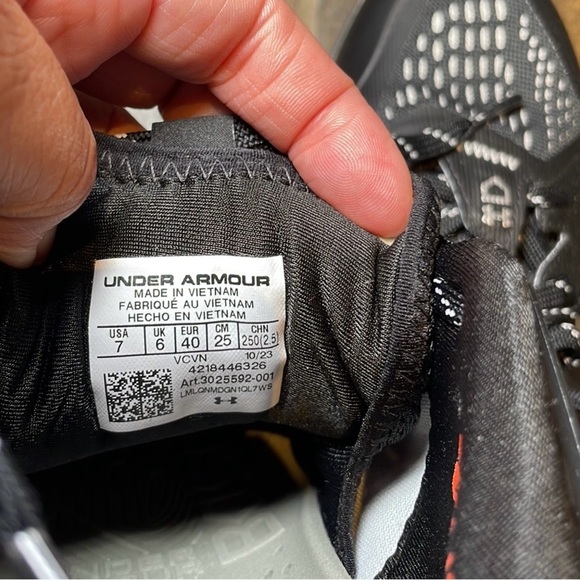 UNDER ARMOUR
MADE IN VIETNAM
FABRIQUÉ AU VIETNAM
HECHO EN VIETNAM
USA UK EUR CM CHN
7 6 40 25 250(2.5)
VCVN 10/23
4218446326
Art.3025592-001
LMLQNMDGN1QL7WS